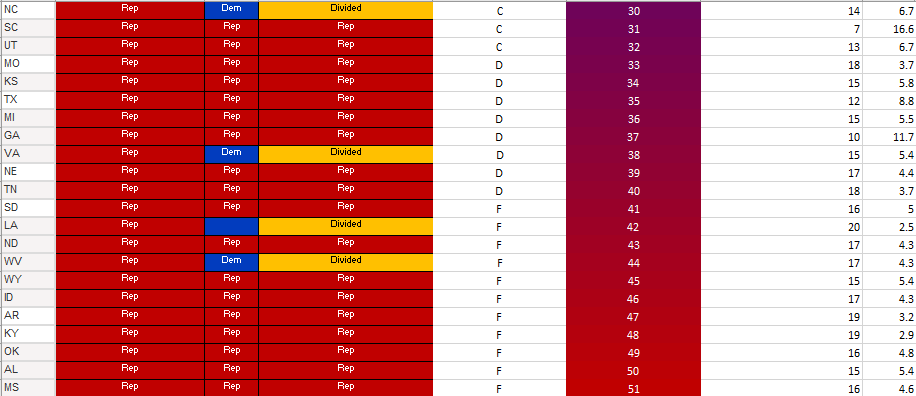 NC Rep Dem Divided C 30 14 6.7
SC Rep Rep Rep C 31 7 16.6
UT Rep Rep Rep C 32 13 6.7
MO Rep Rep Rep D 33 18 3.7
KS Rep Rep Rep D 34 15 5.8
TX Rep Rep Rep D 35 12 8.8
MI Rep Rep Rep D 36 15 5.5
GA Rep Rep Rep D 37 10 11.7
VA Rep Dem Divided D 38 15 5.4
NE Rep Rep Rep D 39 17 4.4
TN Rep Rep Rep D 40 18 3.7
SD Rep Rep Rep F 41 16 5
LA Rep Divided F 42 20 2.5
ND Rep Rep Rep F 43 17 4.3
WV Rep Dem Divided F 44 17 4.3
WY Rep Rep Rep F 45 15 5.4
ID Rep Rep Rep F 46 17 4.3
AR Rep Rep Rep F 47 19 3.2
KY Rep Rep Rep F 48 19 2.9
OK Rep Rep Rep F 49 16 4.8
AL Rep Rep Rep F 50 15 5.4
MS Rep Rep Rep F 51 16 4.6